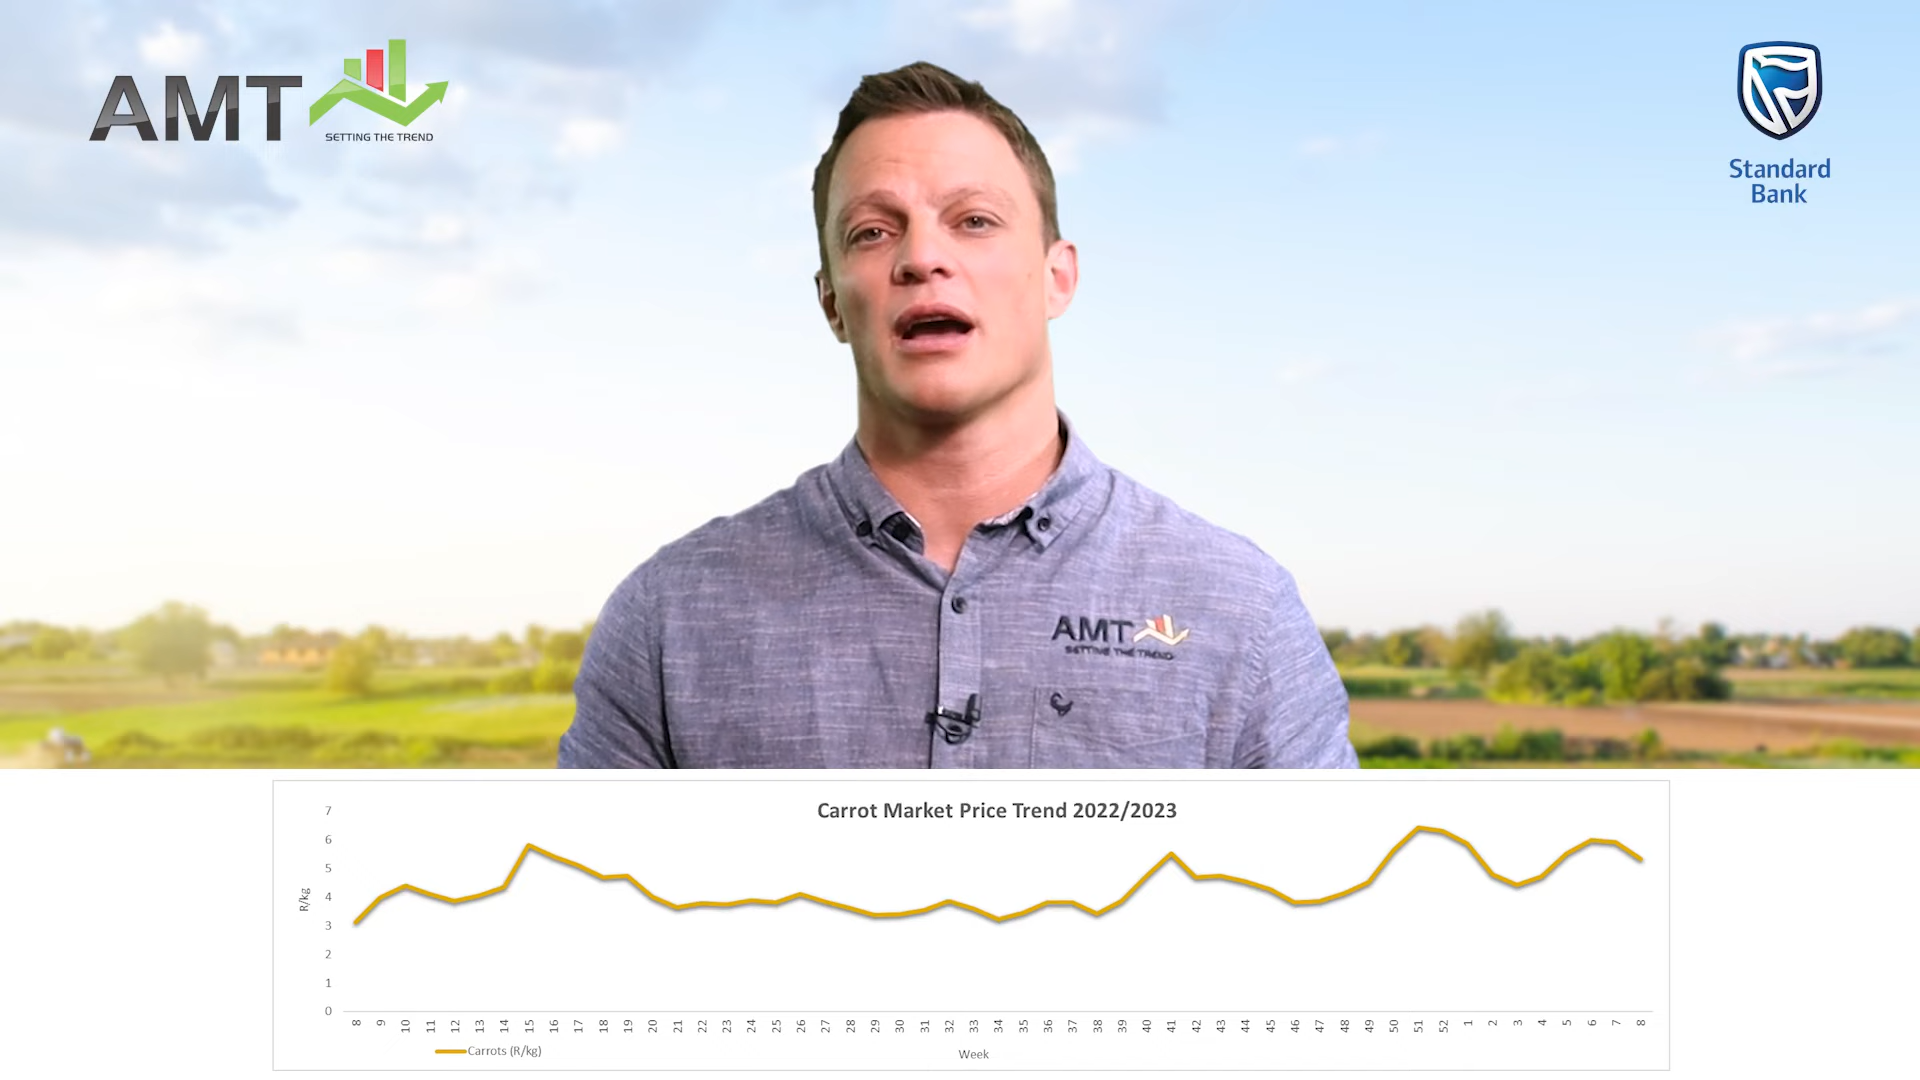 AMT
SETTING THE TREND
Standard
Bank
AMT
SETTING THE TREND
Carrot Market Price Trend 2022/2023
7
6
5
4
3
2
1
0
R/kg
8 9 10 11 12 13 14 15 16 17 18 19 20 21 22 23 24 25 26 27 28 29 30 31 32 33 34 35 36 37 38 39 40 41 42 43 44 45 46 47 48 49 50 51 52 1 2 3 4 5 6 7 8
Carrots (R/kg)
Week